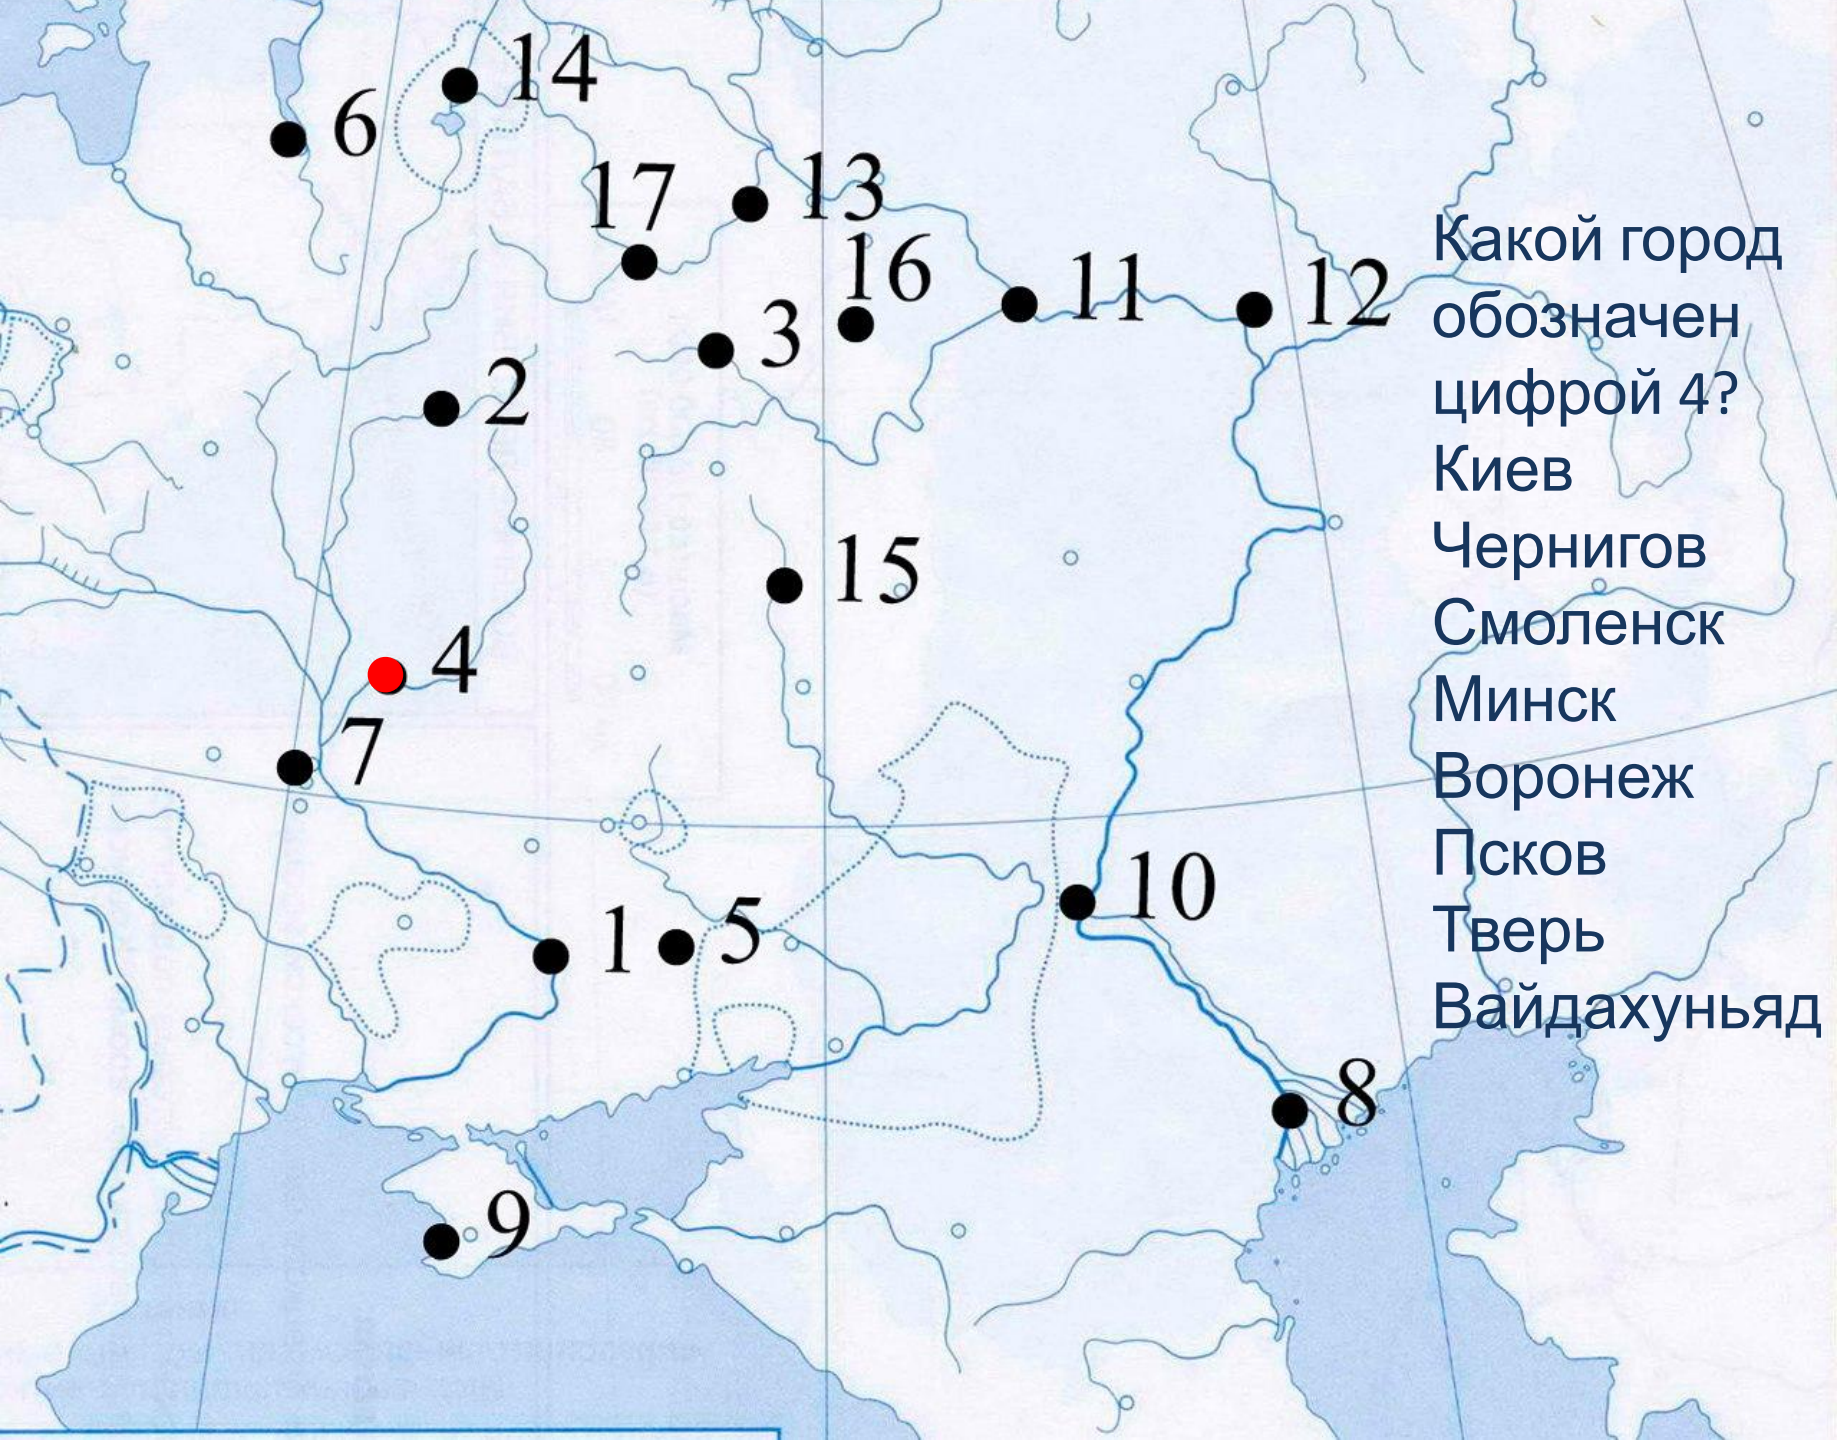 14
6
13
17
16
11
12
3
2
15
4
7
10
1
5
8
9
Какой город
обозначен
цифрой 4?
Киев
Чернигов
Смоленск
Минск
Воронеж
Псков
Тверь
Вайдахуньяд